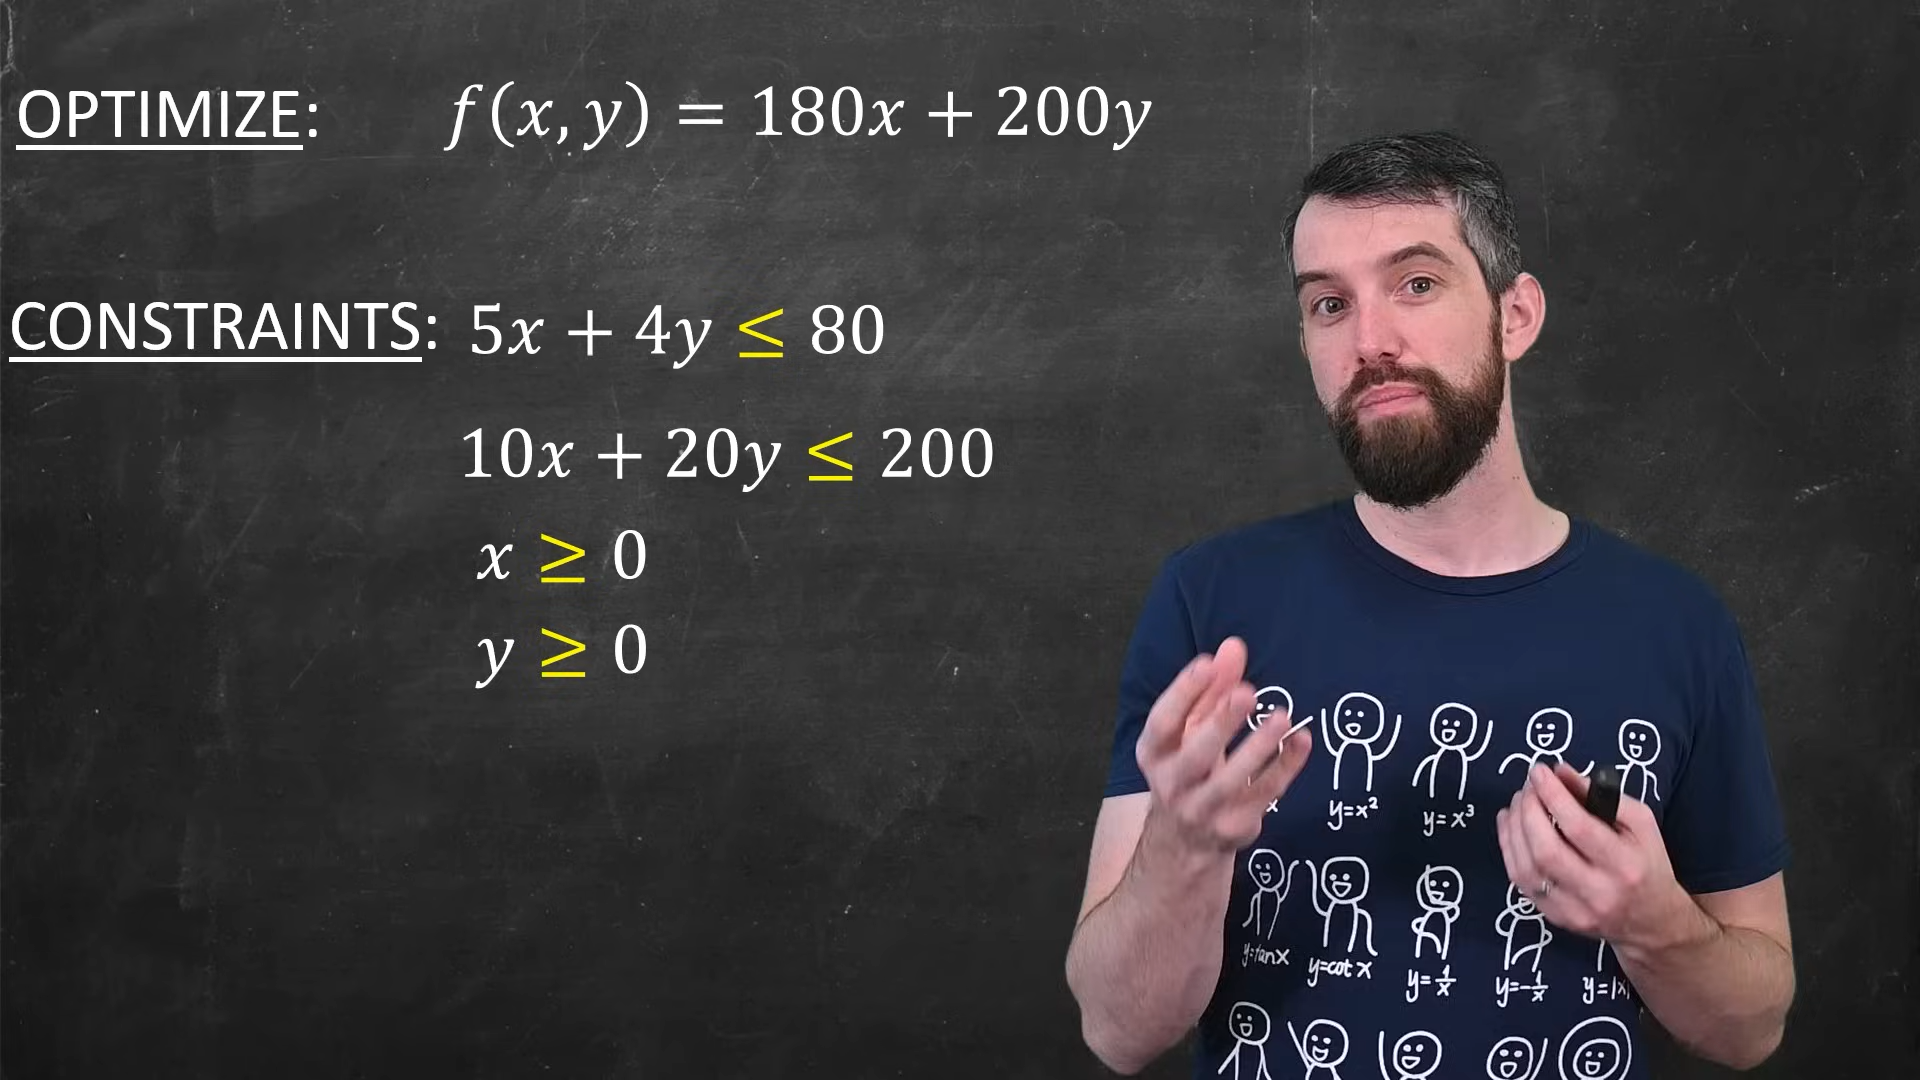 OPTIMIZE: f(x, y) = 180x + 200y
CONSTRAINTS: 5x + 4y ≤ 80
10x + 20y ≤ 200
x ≥ 0
y ≥ 0
y=x² y=x³
y=tanx y=cot x y=1/x y=-1/x y=|x|